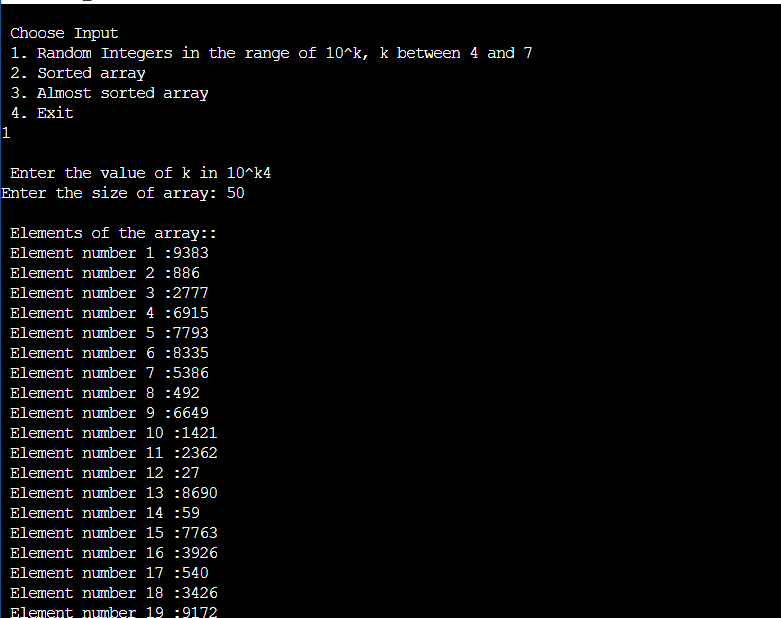 Choose Input
1. Random Integers in the range of 10^k, k between 4 and 7
2. Sorted array
3. Almost sorted array
4. Exit
1
Enter the value of k in 10^k4
Enter the size of array: 50
Elements of the array::
Element number 1 :9383
Element number 2 :886
Element number 3 :2777
Element number 4 :6915
Element number 5 :7793
Element number 6 :8335
Element number 7 :5386
Element number 8 :492
Element number 9 :6649
Element number 10 :1421
Element number 11 :2362
Element number 12 :27
Element number 13 :8690
Element number 14 :59
Element number 15 :7763
Element number 16 :3926
Element number 17 :540
Element number 18 :3426
Element number 19 :9172